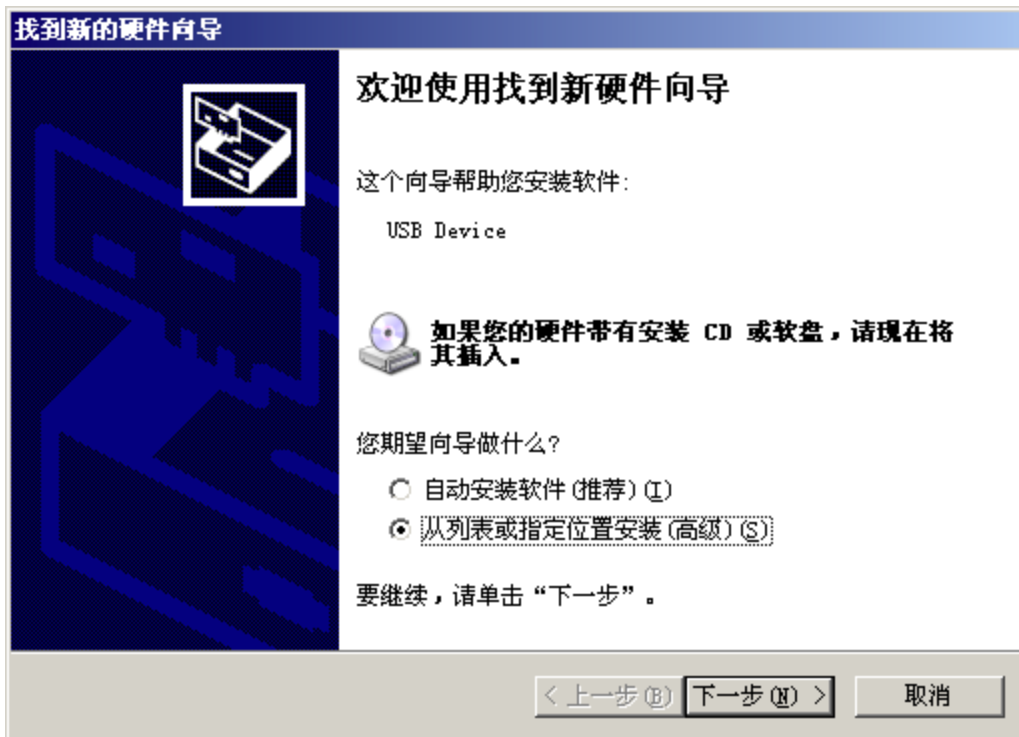 找到新的硬件向导
欢迎使用找到新硬件向导
这个向导帮助您安装软件:
USB Device
如果您的硬件带有安装 CD 或软盘，请现在将
其插入。
您期望向导做什么?
自动安装软件(推荐)(I)
从列表或指定位置安装(高级)(S)
要继续，请单击“下一步”。
< 上一步(B)
下一步(N) >
取消